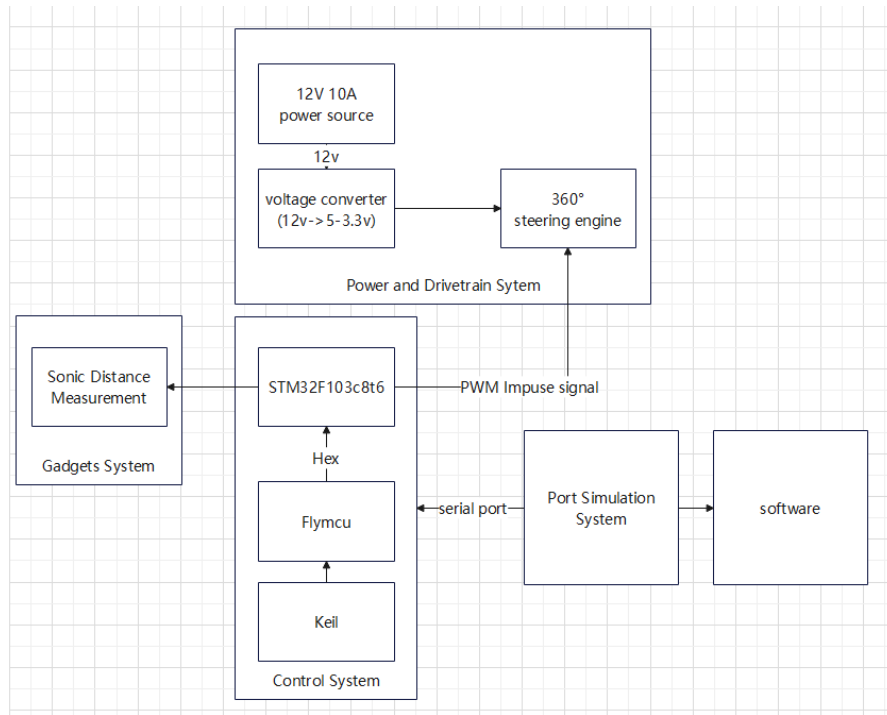 12V 10A
power source
12v
voltage converter
(12v->5-3.3v)
360°
steering engine
Power and Drivetrain Sytem
Sonic Distance
Measurement
Gadgets System
STM32F103c8t6
PWM Impuse signal
Hex
Flymcu
Keil
Control System
serial port
Port Simulation
System
software